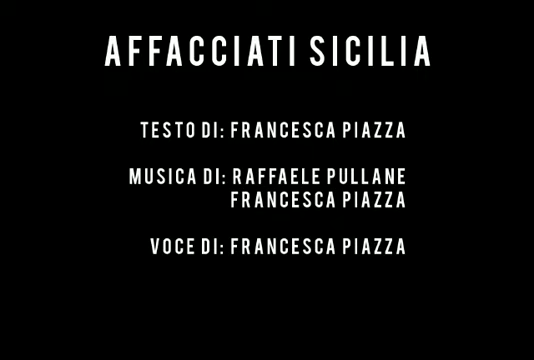 AFFACCIATI SICILIA
TESTO DI: FRANCESCA PIAZZA
MUSICA DI: RAFFAELE PULLANE
FRANCESCA PIAZZA
VOCE DI: FRANCESCA PIAZZA